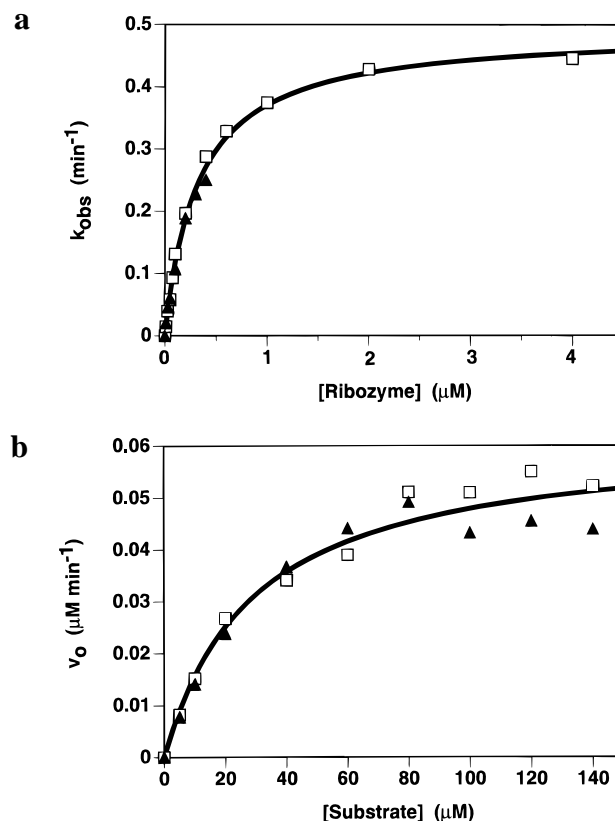 a
0.5
0.4
0.3
0.2
0.1
0
k_obs (min⁻¹)
0 1 2 3 4
[Ribozyme] (μM)
b
0.06
0.05
0.04
0.03
0.02
0.01
0
v_o (μM min⁻¹)
0 20 40 60 80 100 120 140
[Substrate] (μM)